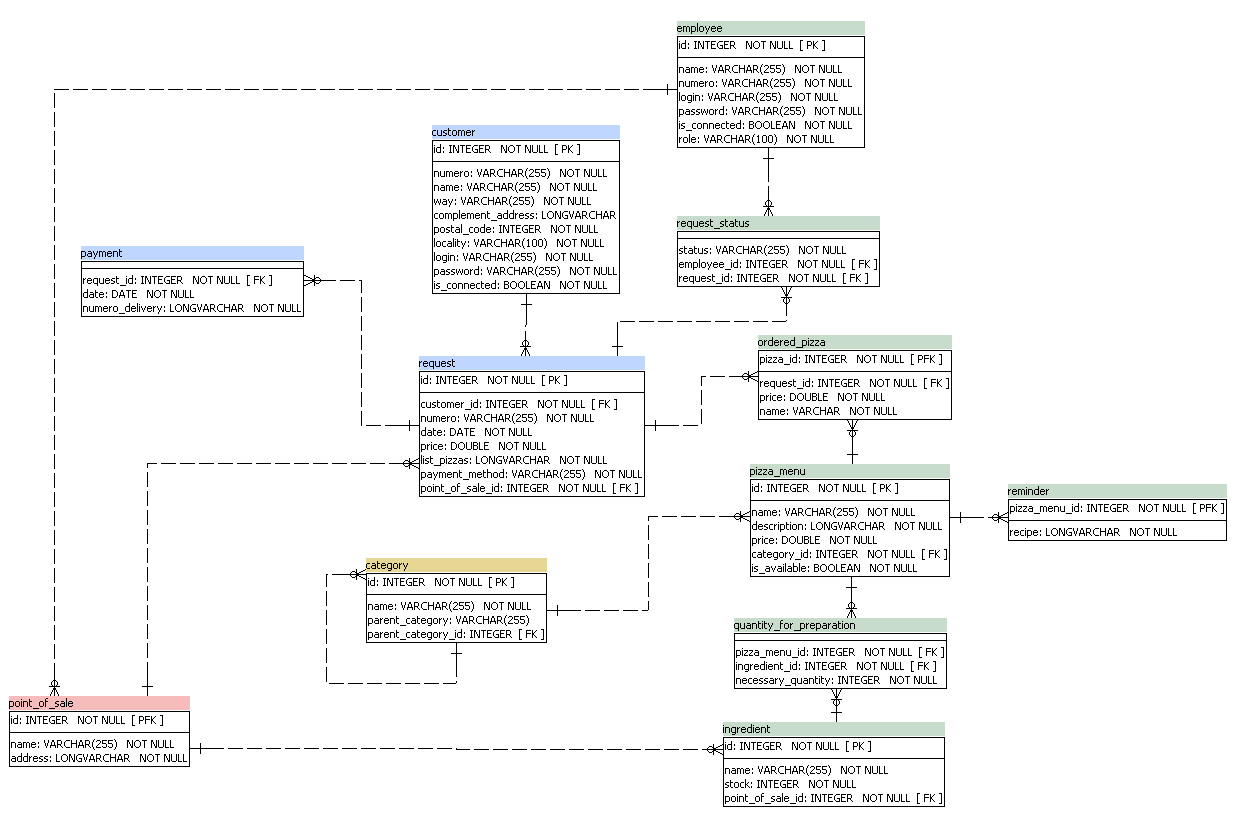 employee
id: INTEGER NOT NULL [ PK ]
name: VARCHAR(255) NOT NULL
numero: VARCHAR(255) NOT NULL
login: VARCHAR(255) NOT NULL
password: VARCHAR(255) NOT NULL
is_connected: BOOLEAN NOT NULL
role: VARCHAR(100) NOT NULL
customer
id: INTEGER NOT NULL [ PK ]
numero: VARCHAR(255) NOT NULL
name: VARCHAR(255) NOT NULL
way: VARCHAR(255) NOT NULL
complement_address: LONGVARCHAR
postal_code: INTEGER NOT NULL
locality: VARCHAR(100) NOT NULL
login: VARCHAR(255) NOT NULL
password: VARCHAR(255) NOT NULL
is_connected: BOOLEAN NOT NULL
request_status
status: VARCHAR(255) NOT NULL
employee_id: INTEGER NOT NULL [ FK ]
request_id: INTEGER NOT NULL [ FK ]
payment
request_id: INTEGER NOT NULL [ FK ]
date: DATE NOT NULL
numero_delivery: LONGVARCHAR NOT NULL
ordered_pizza
pizza_id: INTEGER NOT NULL [ PFK ]
request_id: INTEGER NOT NULL [ FK ]
price: DOUBLE NOT NULL
name: VARCHAR NOT NULL
request
id: INTEGER NOT NULL [ PK ]
customer_id: INTEGER NOT NULL [ FK ]
numero: VARCHAR(255) NOT NULL
date: DATE NOT NULL
price: DOUBLE NOT NULL
list_pizzas: LONGVARCHAR NOT NULL
payment_method: VARCHAR(255) NOT NULL
point_of_sale_id: INTEGER NOT NULL [ FK ]
pizza_menu
id: INTEGER NOT NULL [ PK ]
name: VARCHAR(255) NOT NULL
description: LONGVARCHAR NOT NULL
price: DOUBLE NOT NULL
category_id: INTEGER NOT NULL [ FK ]
is_available: BOOLEAN NOT NULL
reminder
pizza_menu_id: INTEGER NOT NULL [ PFK ]
recipe: LONGVARCHAR NOT NULL
category
id: INTEGER NOT NULL [ PK ]
name: VARCHAR(255) NOT NULL
parent_category: VARCHAR(255)
parent_category_id: INTEGER [ FK ]
quantity_for_preparation
pizza_menu_id: INTEGER NOT NULL [ FK ]
ingredient_id: INTEGER NOT NULL [ FK ]
necessary_quantity: INTEGER NOT NULL
point_of_sale
id: INTEGER NOT NULL [ PFK ]
name: VARCHAR(255) NOT NULL
address: LONGVARCHAR NOT NULL
ingredient
id: INTEGER NOT NULL [ PK ]
name: VARCHAR(255) NOT NULL
stock: INTEGER NOT NULL
point_of_sale_id: INTEGER NOT NULL [ FK ]